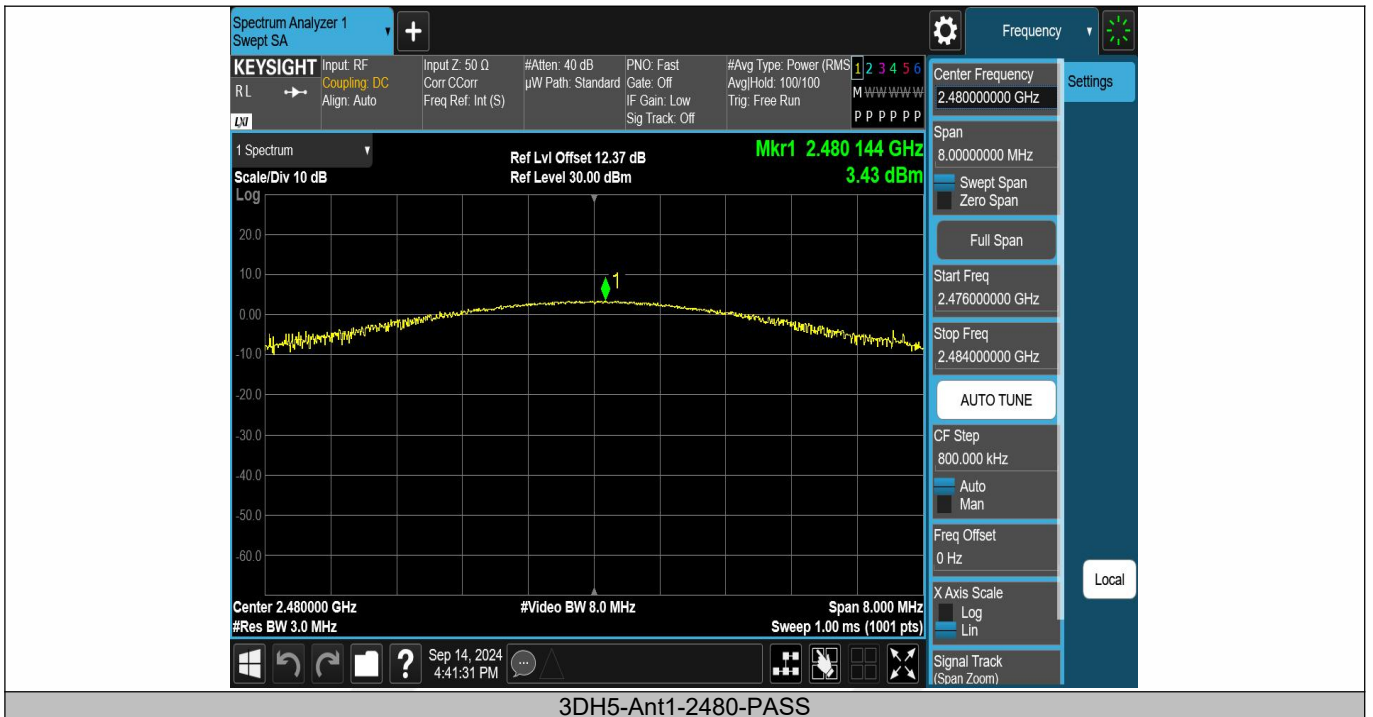 Spectrum Analyzer 1
Swept SA
+
Frequency
KEYSIGHT
RL
LXI
Input: RF
Coupling: DC
Align: Auto
Input Z: 50 Ω
Corr CCorr
Freq Ref: Int (S)
#Atten: 40 dB
µW Path: Standard
PNO: Fast
Gate: Off
IF Gain: Low
Sig Track: Off
#Avg Type: Power (RMS
Avg|Hold: 100/100
Trig: Free Run
1 2 3 4 5 6
M W W W W W
P P P P P P
1 Spectrum
Scale/Div 10 dB
Log
Ref Lvl Offset 12.37 dB
Ref Level 30.00 dBm
Mkr1 2.480 144 GHz
3.43 dBm
20.0
10.0
0.00
-10.0
-20.0
-30.0
-40.0
-50.0
-60.0
1
Center 2.480000 GHz
#Res BW 3.0 MHz
#Video BW 8.0 MHz
Span 8.000 MHz
Sweep 1.00 ms (1001 pts)
Center Frequency
2.480000000 GHz
Settings
Span
8.00000000 MHz
Swept Span
Zero Span
Full Span
Start Freq
2.476000000 GHz
Stop Freq
2.484000000 GHz
AUTO TUNE
CF Step
800.000 kHz
Auto
Man
Freq Offset
0 Hz
Local
X Axis Scale
Log
Lin
Signal Track
(Span Zoom)
?
Sep 14, 2024
4:41:31 PM
3DH5-Ant1-2480-PASS